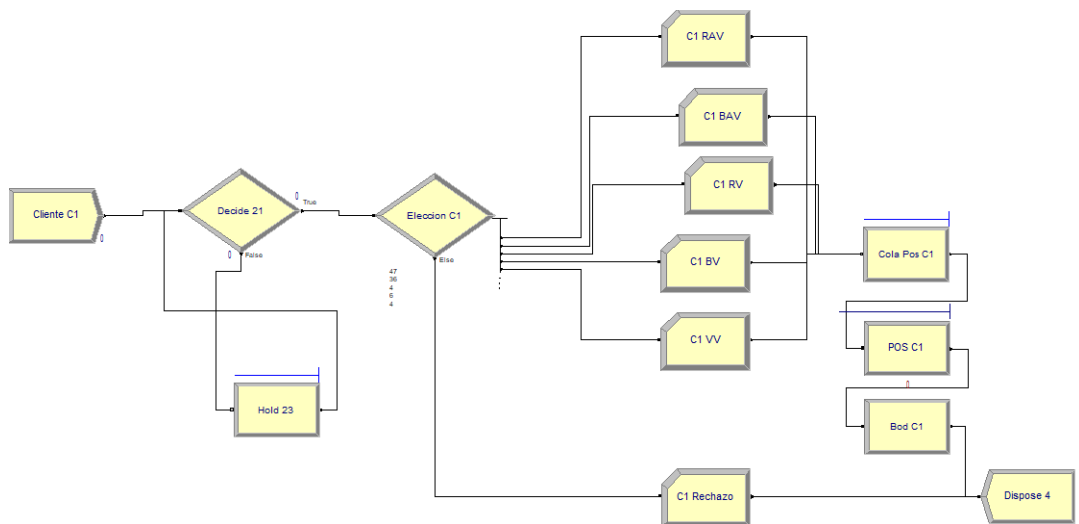 C1 RAV
C1 BAV
C1 RV
Cliente C1
Decide 21
True
False
Eleccion C1
Else
47
36
4
6
4
C1 BV
C1 VV
Cola Pos C1
POS C1
Hold 23
Bod C1
C1 Rechazo
Dispose 4
0
0
0
0